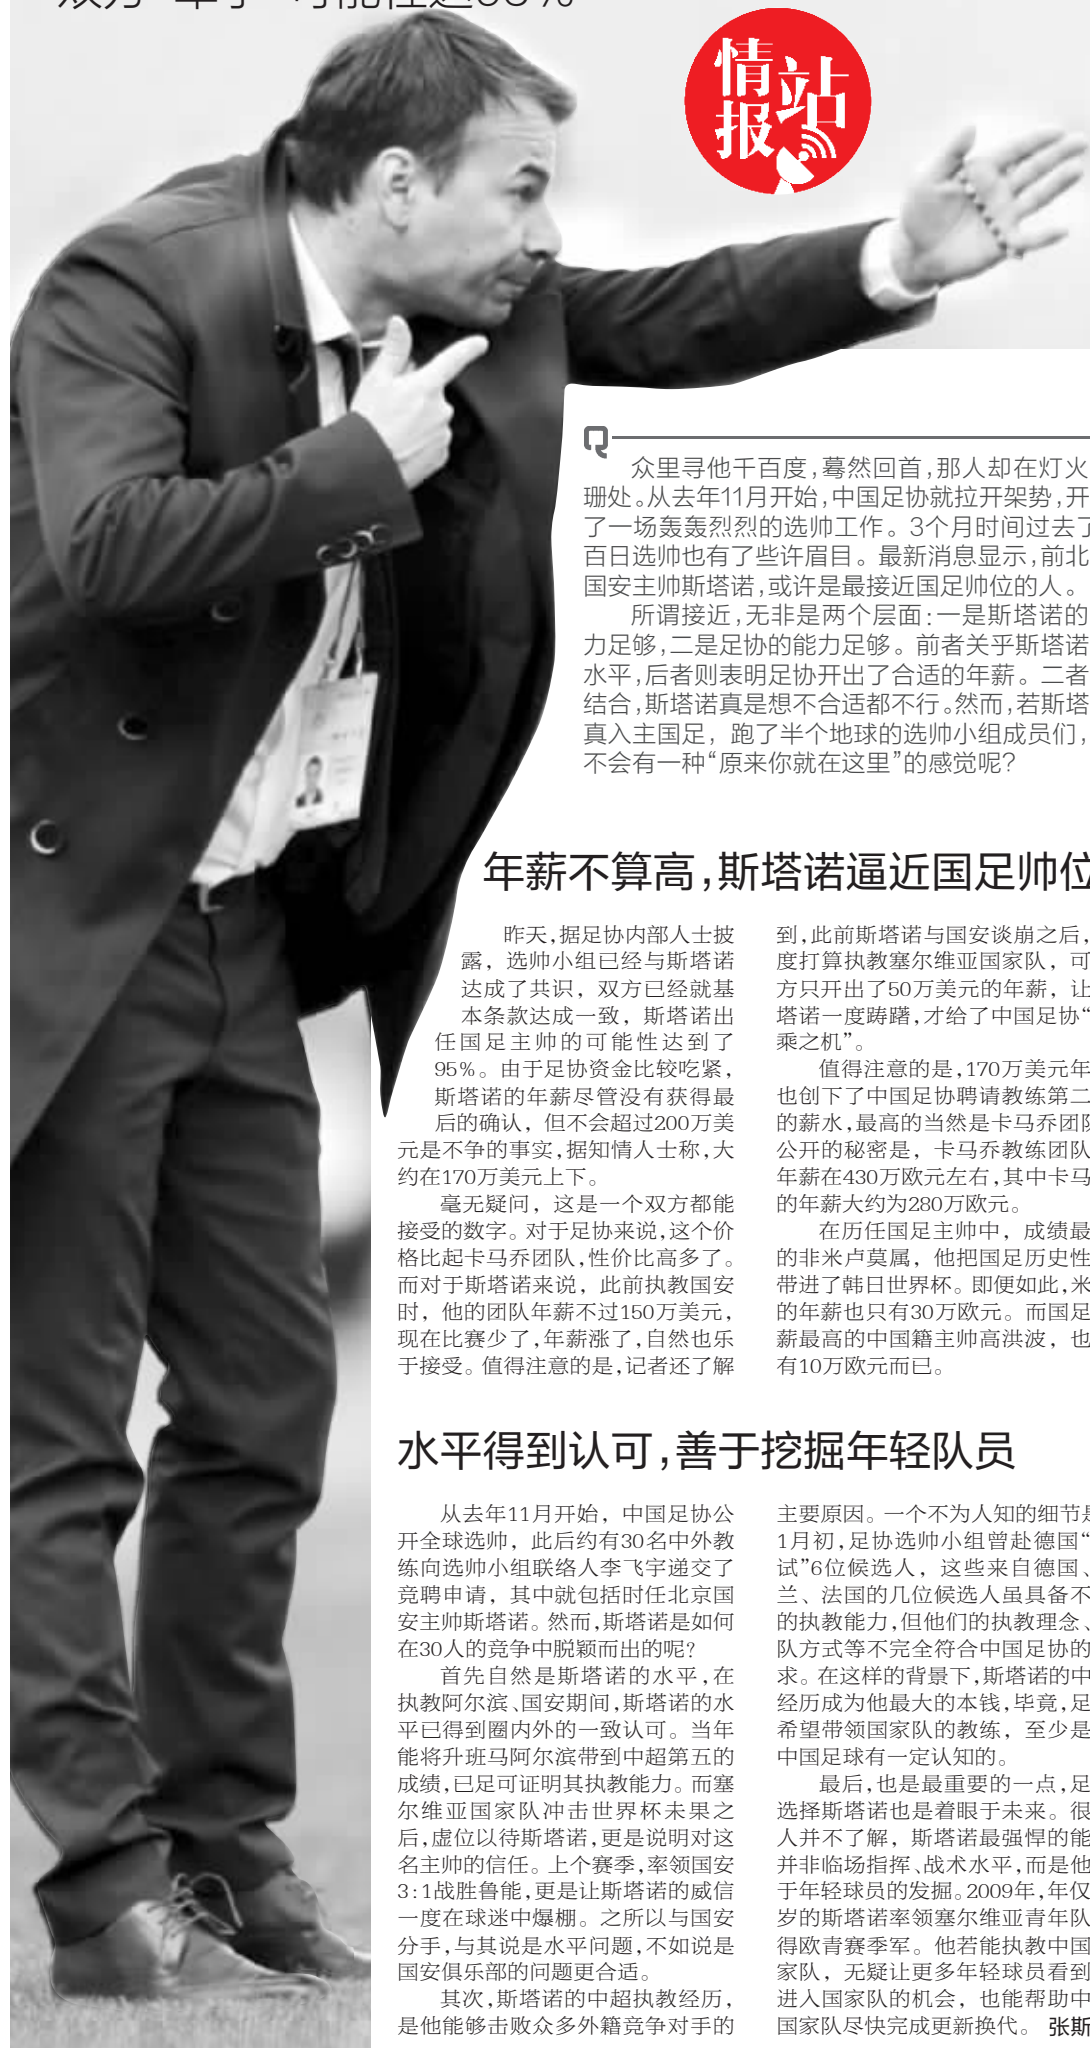 情报站
众里寻他千百度,蓦然回首,那人却在灯火
珊处。从去年11月开始,中国足协就拉开架势,开
了一场轰轰烈烈的选帅工作。3个月时间过去了
百日选帅也有了些许眉目。最新消息显示,前北
国安主帅斯塔诺,或许是最接近国足帅位的人。
所谓接近,无非是两个层面:一是斯塔诺的
力足够,二是足协的能力足够。前者关乎斯塔诺
水平,后者则表明足协开出了合适的年薪。二者
结合,斯塔诺真是想不合适都不行。然而,若斯塔
真入主国足,跑了半个地球的选帅小组成员们,
不会有一种“原来你就在这里”的感觉呢?
年薪不算高,斯塔诺逼近国足帅位
昨天,据足协内部人士披
露,选帅小组已经与斯塔诺
达成了共识,双方已经就基
本条款达成一致,斯塔诺出
任国足主帅的可能性达到了
95%。由于足协资金比较吃紧,
斯塔诺的年薪尽管没有获得最
后的确认,但不会超过200万美
元是不争的事实,据知情人士称,大
约在170万美元上下。
毫无疑问,这是一个双方都能
接受的数字。对于足协来说,这个价
格比起卡马乔团队,性价比高多了。
而对于斯塔诺来说,此前执教国安
时,他的团队年薪不过150万美元,
现在比赛少了,年薪涨了,自然也乐
于接受。值得注意的是,记者还了解
到,此前斯塔诺与国安谈崩之后,
度打算执教塞尔维亚国家队,可
方只开出了50万美元的年薪,让
塔诺一度踌躇,才给了中国足协“
乘之机”。
值得注意的是,170万美元年
也创下了中国足协聘请教练第二
的薪水,最高的当然是卡马乔团队
公开的秘密是,卡马乔教练团队
年薪在430万欧元左右,其中卡马
的年薪大约为280万欧元。
在历任国足主帅中,成绩最
的非米卢莫属,他把国足历史性
带进了韩日世界杯。即便如此,米
的年薪也只有30万欧元。而国足
薪最高的中国籍主帅高洪波,也
有10万欧元而已。
水平得到认可,善于挖掘年轻队员
从去年11月开始,中国足协公
开全球选帅,此后约有30名中外教
练向选帅小组联络人李飞宇递交了
竞聘申请,其中就包括时任北京国
安主帅斯塔诺。然而,斯塔诺是如何
在30人的竞争中脱颖而出的呢?
首先自然是斯塔诺的水平,在
执教阿尔滨、国安期间,斯塔诺的水
平已得到圈内外的一致认可。当年
能将升班马阿尔滨带到中超第五的
成绩,已足可证明其执教能力。而塞
尔维亚国家队冲击世界杯未果之
后,虚位以待斯塔诺,更是说明对这
名主帅的信任。上个赛季,率领国安
3:1战胜鲁能,更是让斯塔诺的威信
一度在球迷中爆棚。之所以与国安
分手,与其说是水平问题,不如说是
国安俱乐部的问题更合适。
其次,斯塔诺的中超执教经历,
是他能够击败众多外籍竞争对手的
主要原因。一个不为人知的细节是
1月初,足协选帅小组曾赴德国“
试”6位候选人,这些来自德国、
兰、法国的几位候选人虽具备不
的执教能力,但他们的执教理念、
队方式等不完全符合中国足协的
求。在这样的背景下,斯塔诺的中
经历成为他最大的本钱,毕竟,足
希望带领国家队的教练,至少是
中国足球有一定认知的。
最后,也是最重要的一点,足
选择斯塔诺也是着眼于未来。很
人并不了解,斯塔诺最强悍的能
并非临场指挥、战术水平,而是他
于年轻球员的发掘。2009年,年仅
岁的斯塔诺率领塞尔维亚青年队
得欧青赛季军。他若能执教中国
家队,无疑让更多年轻球员看到
进入国家队的机会,也能帮助中
国家队尽快完成更新换代。 张斯